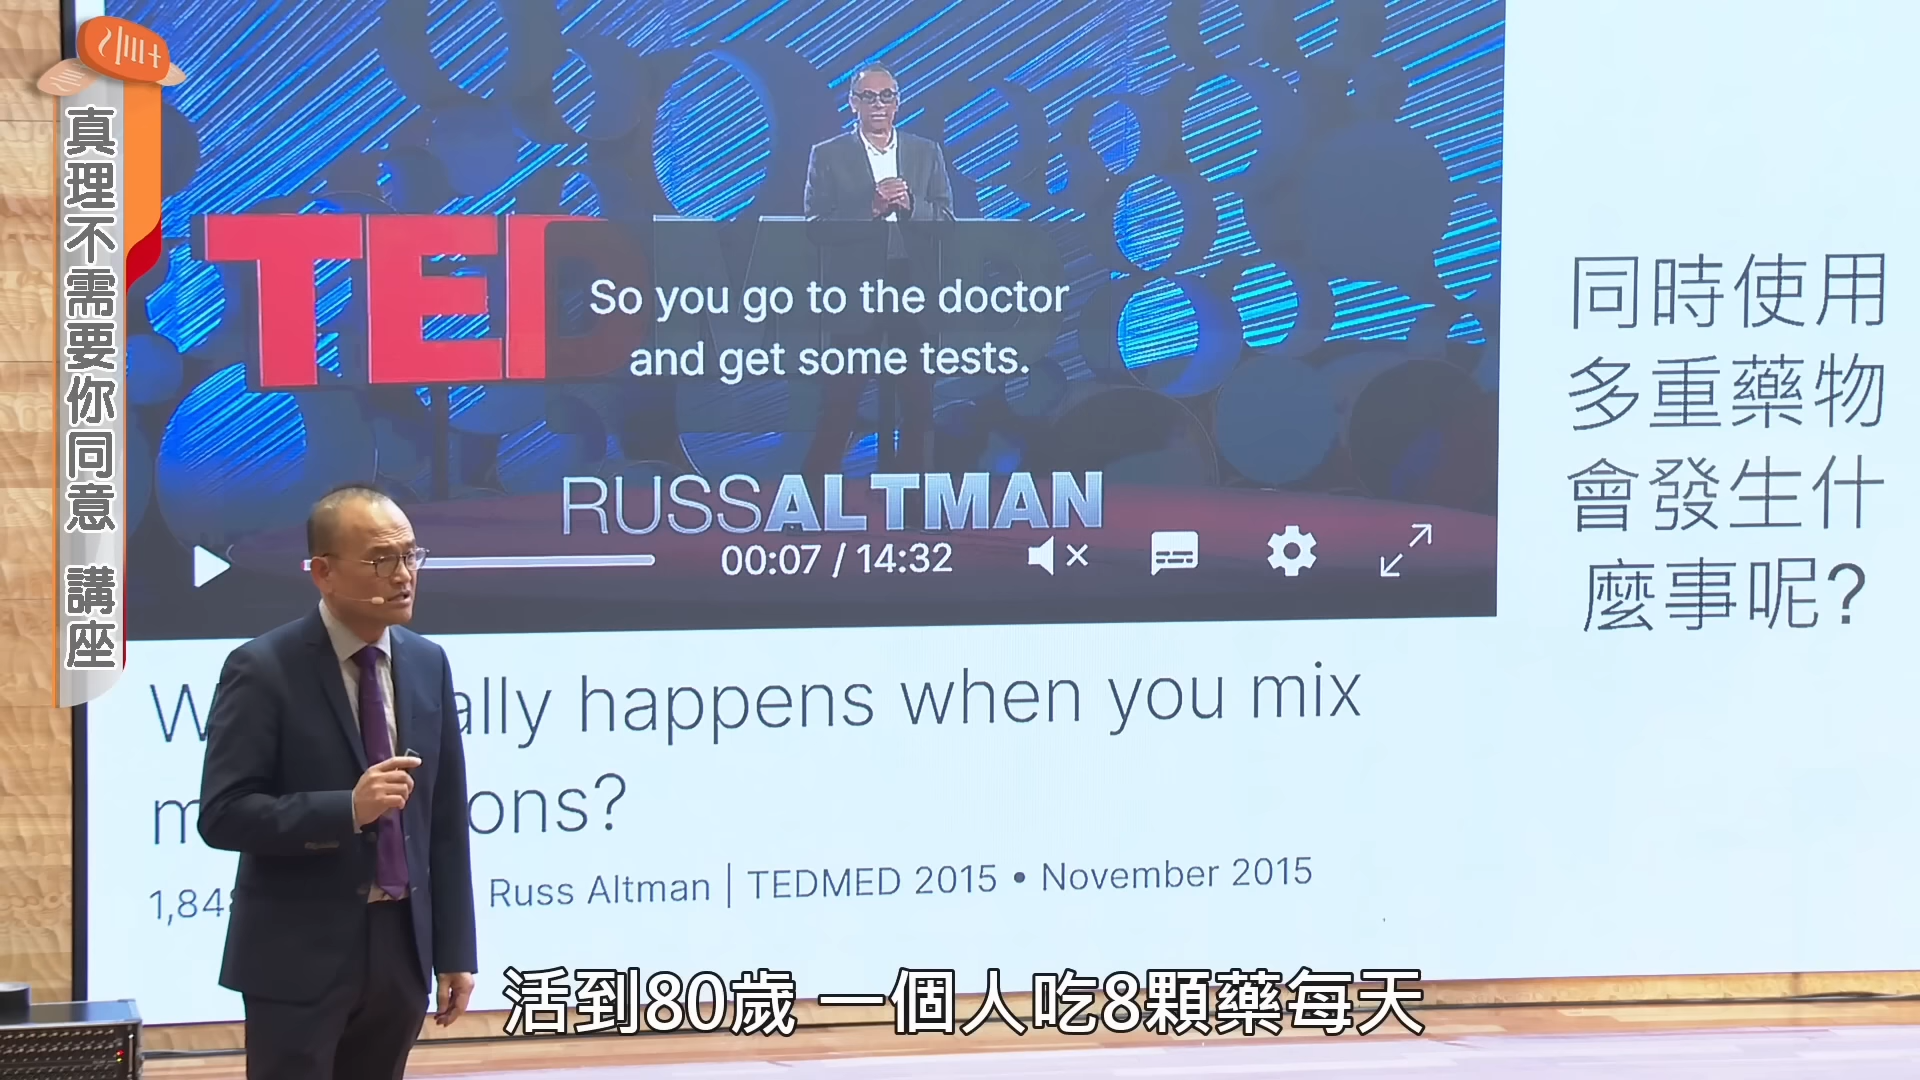 真理不需要你同意 講座
TED
So you go to the doctor
and get some tests.
RUSSALTMAN
00:07 / 14:32
同時使用
多重藥物
會發生什
麼事呢?
ally happens when you mix
ons?
Russ Altman | TEDMED 2015 • November 2015
活到80歲 一個人吃8顆藥每天